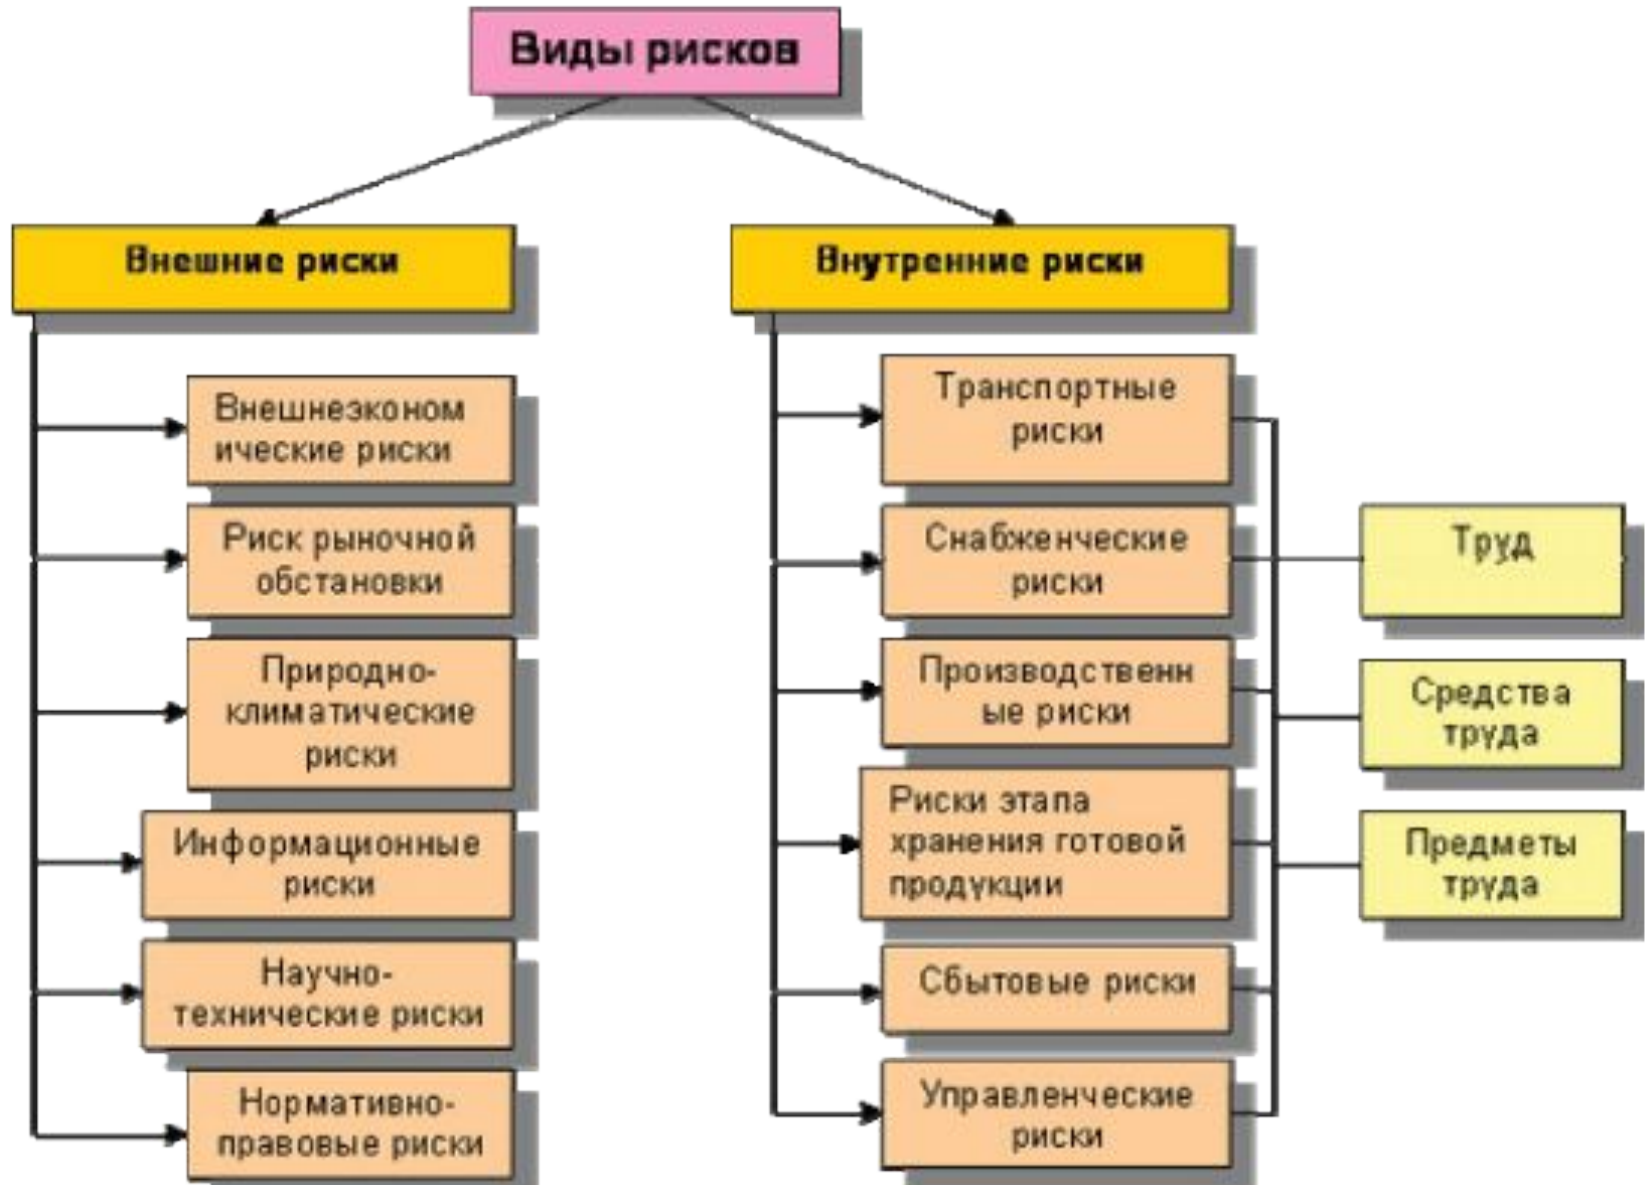 Виды рисков
Внешние риски
Внешнеэконом
ические риски
Риск рыночной
обстановки
Природно-
климатические
риски
Информационные
риски
Научно-
технические риски
Нормативно-
правовые риски
Внутренние риски
Транспортные
риски
Снабженческие
риски
Производственн
ые риски
Риски этапа
хранения готовой
продукции
Сбытовые риски
Управленческие
риски
Труд
Средства
труда
Предметы
труда